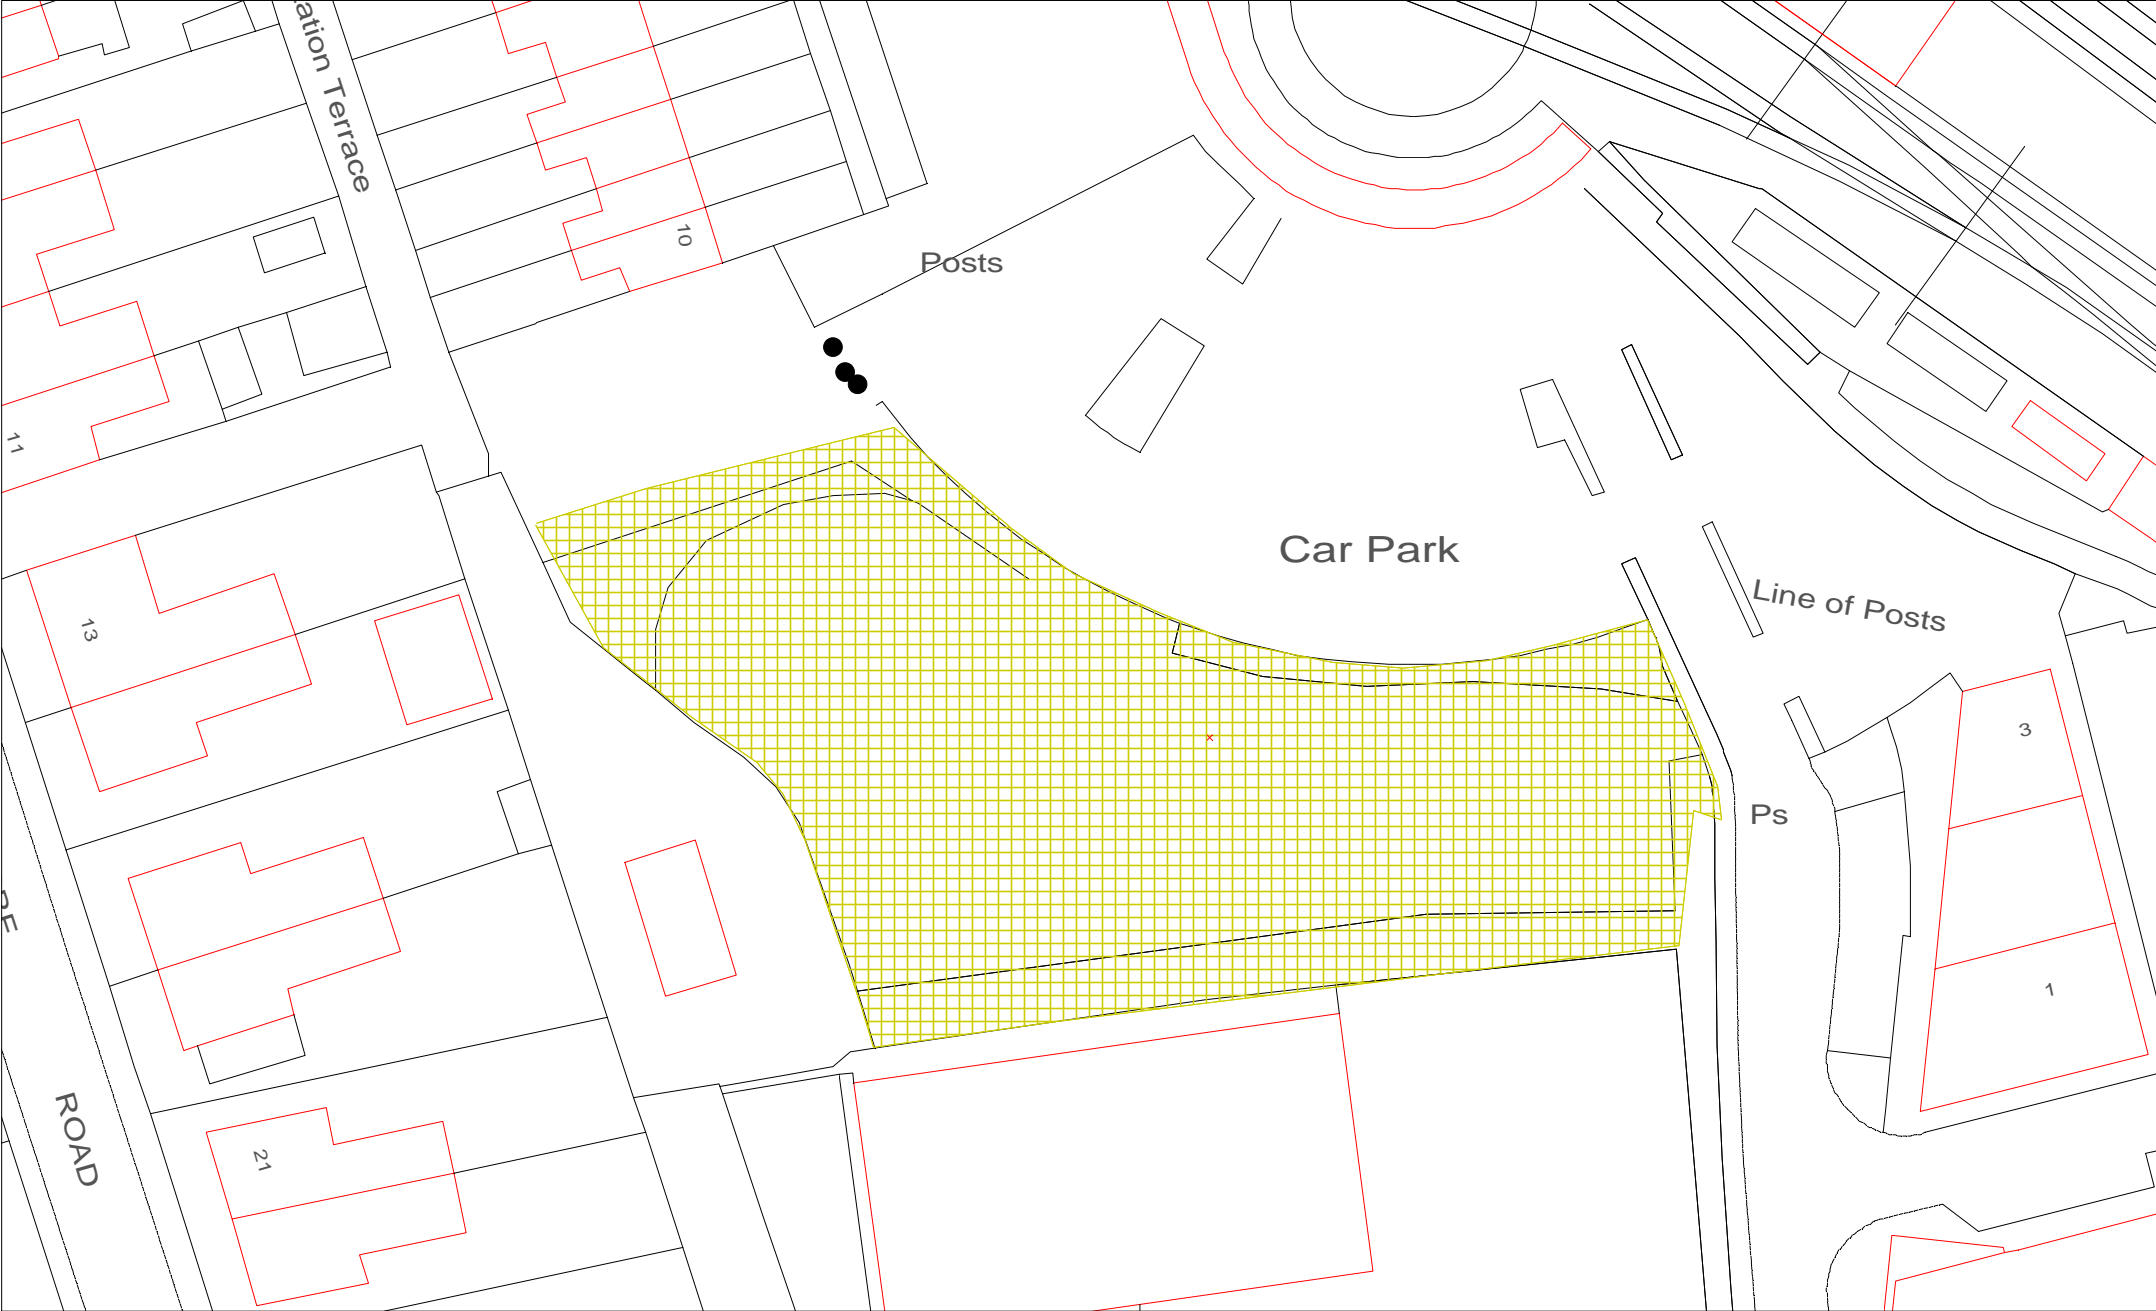 ation Terrace
10
Posts
11
Car Park
Line of Posts
13
3
Ps
1
ROAD
21